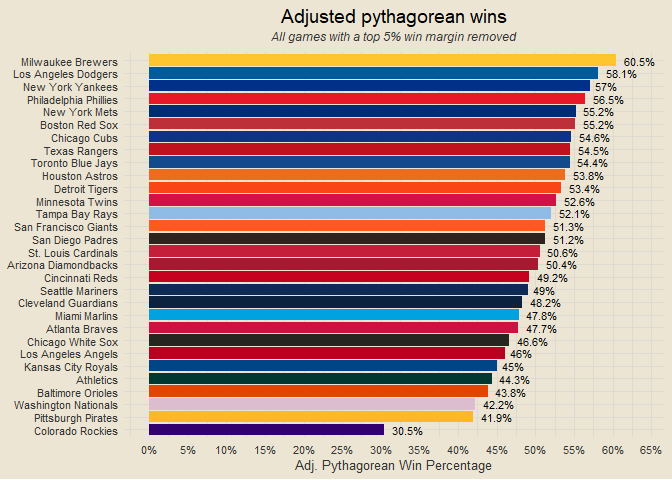 Adjusted pythagorean wins
All games with a top 5% win margin removed
Milwaukee Brewers 60.5%
Los Angeles Dodgers 58.1%
New York Yankees 57%
Philadelphia Phillies 56.5%
New York Mets 55.2%
Boston Red Sox 55.2%
Chicago Cubs 54.6%
Texas Rangers 54.5%
Toronto Blue Jays 54.4%
Houston Astros 53.8%
Detroit Tigers 53.4%
Minnesota Twins 52.6%
Tampa Bay Rays 52.1%
San Francisco Giants 51.3%
San Diego Padres 51.2%
St. Louis Cardinals 50.6%
Arizona Diamondbacks 50.4%
Cincinnati Reds 49.2%
Seattle Mariners 49%
Cleveland Guardians 48.2%
Miami Marlins 47.8%
Atlanta Braves 47.7%
Chicago White Sox 46.6%
Los Angeles Angels 46%
Kansas City Royals 45%
Athletics 44.3%
Baltimore Orioles 43.8%
Washington Nationals 42.2%
Pittsburgh Pirates 41.9%
Colorado Rockies 30.5%
0% 5% 10% 15% 20% 25% 30% 35% 40% 45% 50% 55% 60% 65%
Adj. Pythagorean Win Percentage